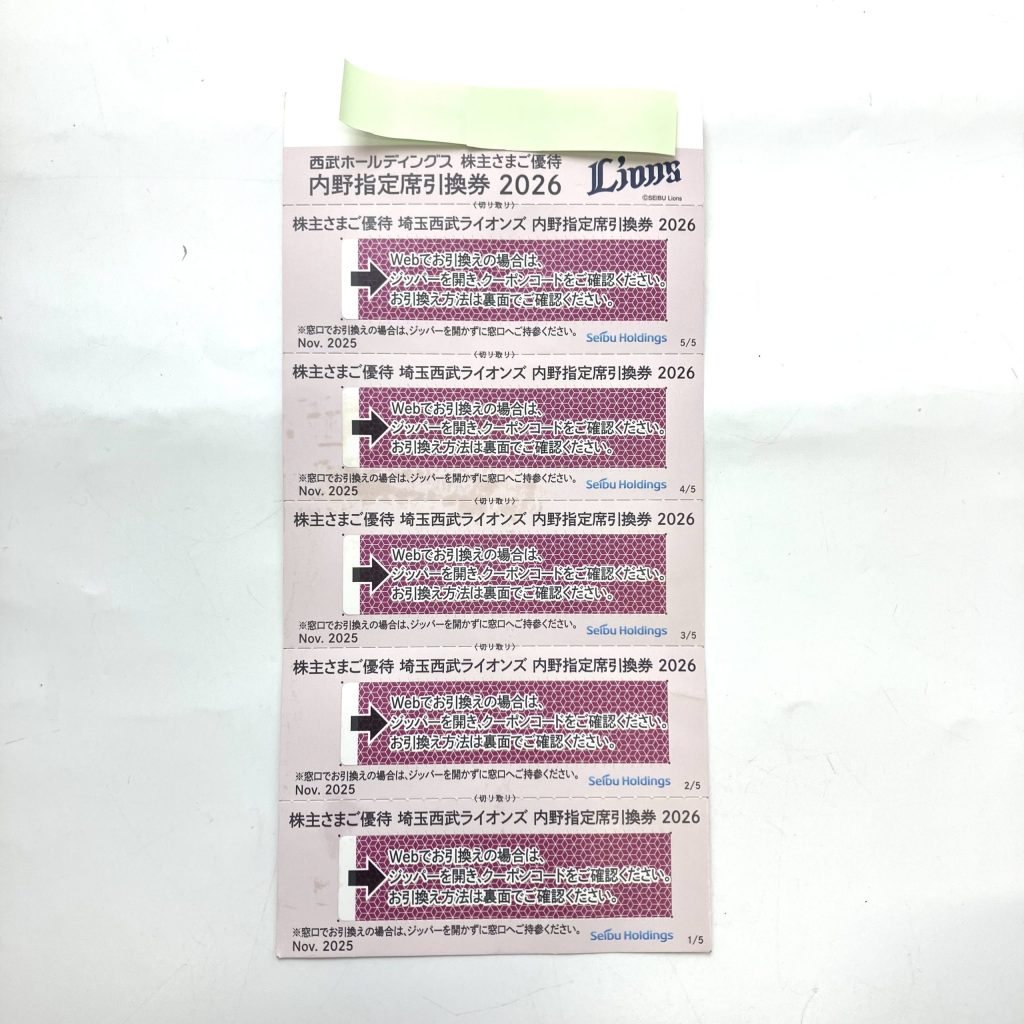 西武ホールディングス 株主さまご優待
内野指定席引換券 2026
Lions
©SEIBU Lions
〈切り取り〉
株主さまご優待 埼玉西武ライオンズ 内野指定席引換券 2026
Webでお引換えの場合は、
ジッパーを開き、クーポンコードをご確認ください。
お引換え方法は裏面でご確認ください。
※窓口でお引換えの場合は、ジッパーを開かずに窓口へご持参ください。
Nov. 2025
Seibu Holdings
5/5
〈切り取り〉
株主さまご優待 埼玉西武ライオンズ 内野指定席引換券 2026
Webでお引換えの場合は、
ジッパーを開き、クーポンコードをご確認ください。
お引換え方法は裏面でご確認ください。
※窓口でお引換えの場合は、ジッパーを開かずに窓口へご持参ください。
Nov. 2025
Seibu Holdings
4/5
〈切り取り〉
株主さまご優待 埼玉西武ライオンズ 内野指定席引換券 2026
Webでお引換えの場合は、
ジッパーを開き、クーポンコードをご確認ください。
お引換え方法は裏面でご確認ください。
※窓口でお引換えの場合は、ジッパーを開かずに窓口へご持参ください。
Nov. 2025
Seibu Holdings
3/5
〈切り取り〉
株主さまご優待 埼玉西武ライオンズ 内野指定席引換券 2026
Webでお引換えの場合は、
ジッパーを開き、クーポンコードをご確認ください。
お引換え方法は裏面でご確認ください。
※窓口でお引換えの場合は、ジッパーを開かずに窓口へご持参ください。
Nov. 2025
Seibu Holdings
2/5
〈切り取り〉
株主さまご優待 埼玉西武ライオンズ 内野指定席引換券 2026
Webでお引換えの場合は、
ジッパーを開き、クーポンコードをご確認ください。
お引換え方法は裏面でご確認ください。
※窓口でお引換えの場合は、ジッパーを開かずに窓口へご持参ください。
Nov. 2025
Seibu Holdings
1/5